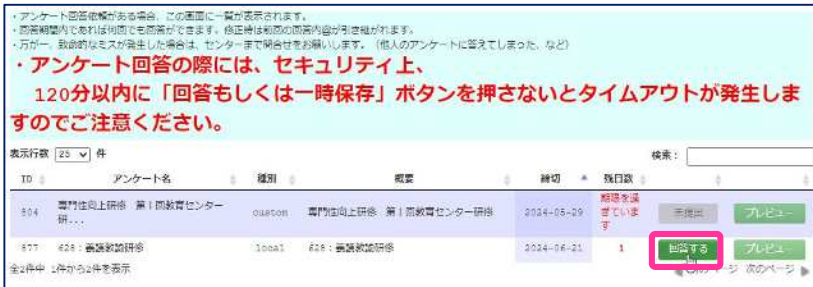 ・アンケート回答依頼がある場合、この画面に一覧が表示されます。
・回答期間内であれば何回でも回答ができます。修正時は前回の回答内容が引き継がれます。
・万が一、致命的なミスが発生した場合は、センターまで問合せをお願いします。（他人のアンケートに答えてしまった、など）
・アンケート回答の際には、セキュリティ上、
120分以内に「回答もしくは一時保存」ボタンを押さないとタイムアウトが発生しま
すのでご注意ください。
表示行数 25 件 検索：
ID アンケート名 種別 概要 締切 残日数
804 専門性向上研修 第1回教育センター研... custom 専門性向上研修 第1回教育センター研修 2024-05-29 期限を過ぎています 未提出 プレビュー
877 628：養護教諭研修 local 628：養護教諭研修 2024-06-21 1 回答する プレビュー
全2件中 1件から2件を表示 ページ 次のページ